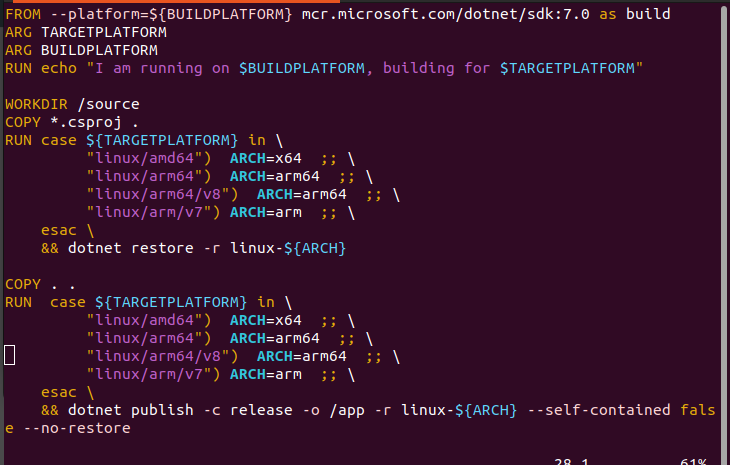 FROM --platform=${BUILDPLATFORM} mcr.microsoft.com/dotnet/sdk:7.0 as build
ARG TARGETPLATFORM
ARG BUILDPLATFORM
RUN echo "I am running on $BUILDPLATFORM, building for $TARGETPLATFORM"

WORKDIR /source
COPY *.csproj .
RUN case ${TARGETPLATFORM} in \
         "linux/amd64")  ARCH=x64  ;; \
         "linux/arm64")  ARCH=arm64  ;; \
         "linux/arm64/v8")  ARCH=arm64  ;; \
         "linux/arm/v7") ARCH=arm  ;; \
    esac \
    && dotnet restore -r linux-${ARCH}

COPY . .
RUN  case ${TARGETPLATFORM} in \
         "linux/amd64")  ARCH=x64  ;; \
         "linux/arm64")  ARCH=arm64  ;; \
         "linux/arm64/v8")  ARCH=arm64  ;; \
         "linux/arm/v7") ARCH=arm  ;; \
    esac \
    && dotnet publish -c release -o /app -r linux-${ARCH} --self-contained fals
e --no-restore
28,1 61%